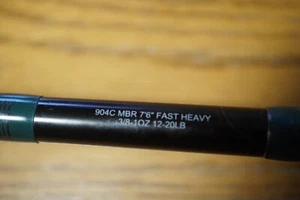 904C MBR 7'6" FAST HEAVY
3/8-1OZ 12-20LB